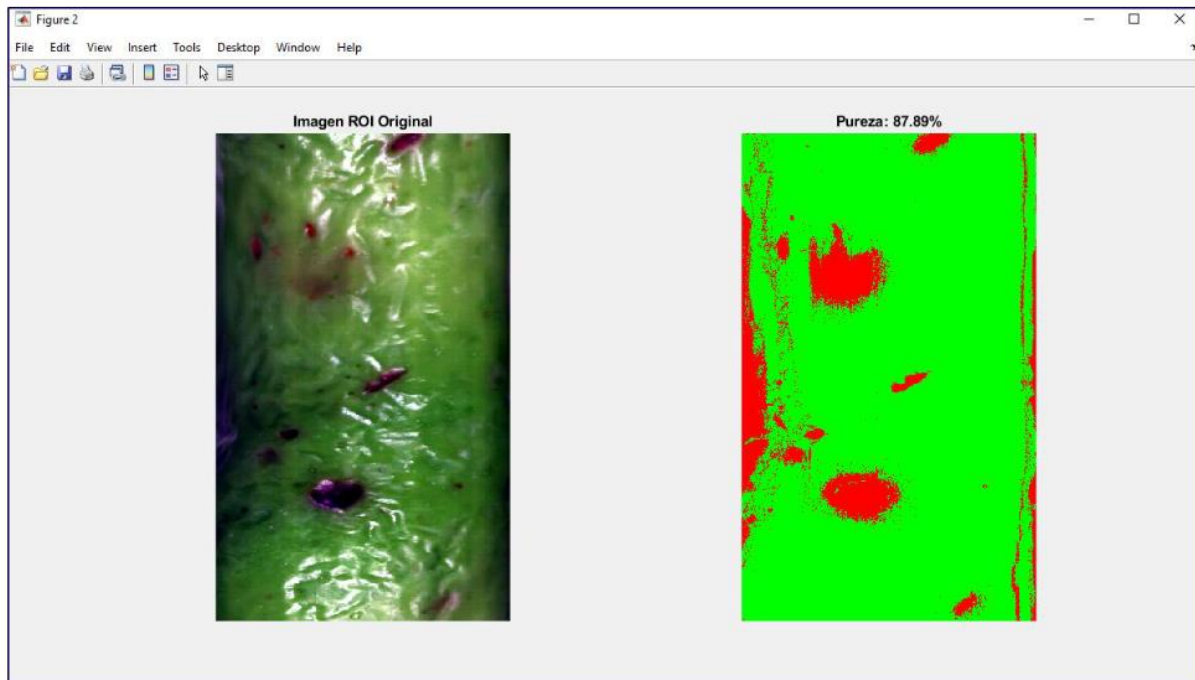 Figure 2
File Edit View Insert Tools Desktop Window Help
Imagen ROI Original
Pureza: 87.89%